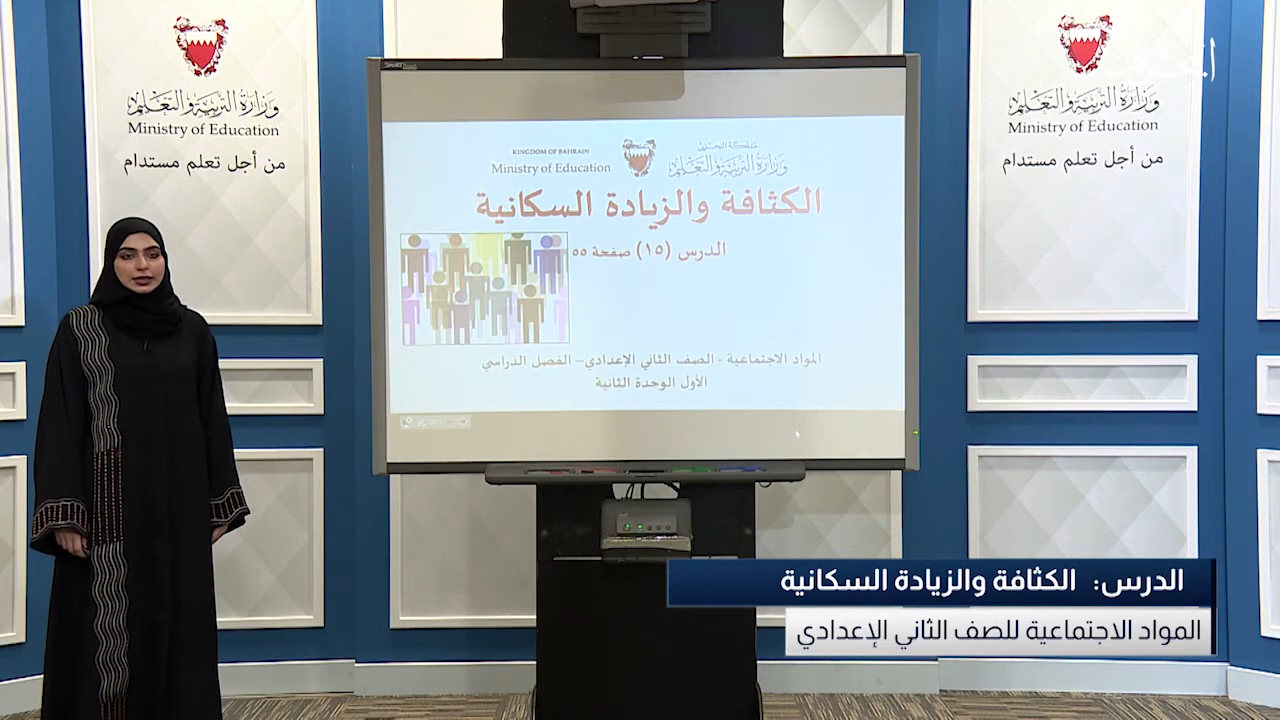 وزارة التربية والتعليم
Ministry of Education
من أجل تعلم مستدام
SMART
KINGDOM OF BAHRAIN
Ministry of Education
مملكة البحرين
وزارة التربية والتعليم
الكثافة والزيادة السكانية
الدرس (١٥) صفحة ٥٥
المواد الاجتماعية - الصف الثاني الإعدادي– الفصل الدراسي
الأول الوحدة الثانية
وزارة التربية والتعليم
Ministry of Education
من أجل تعلم مستدام
الدرس: الكثافة والزيادة السكانية
المواد الاجتماعية للصف الثاني الإعدادي